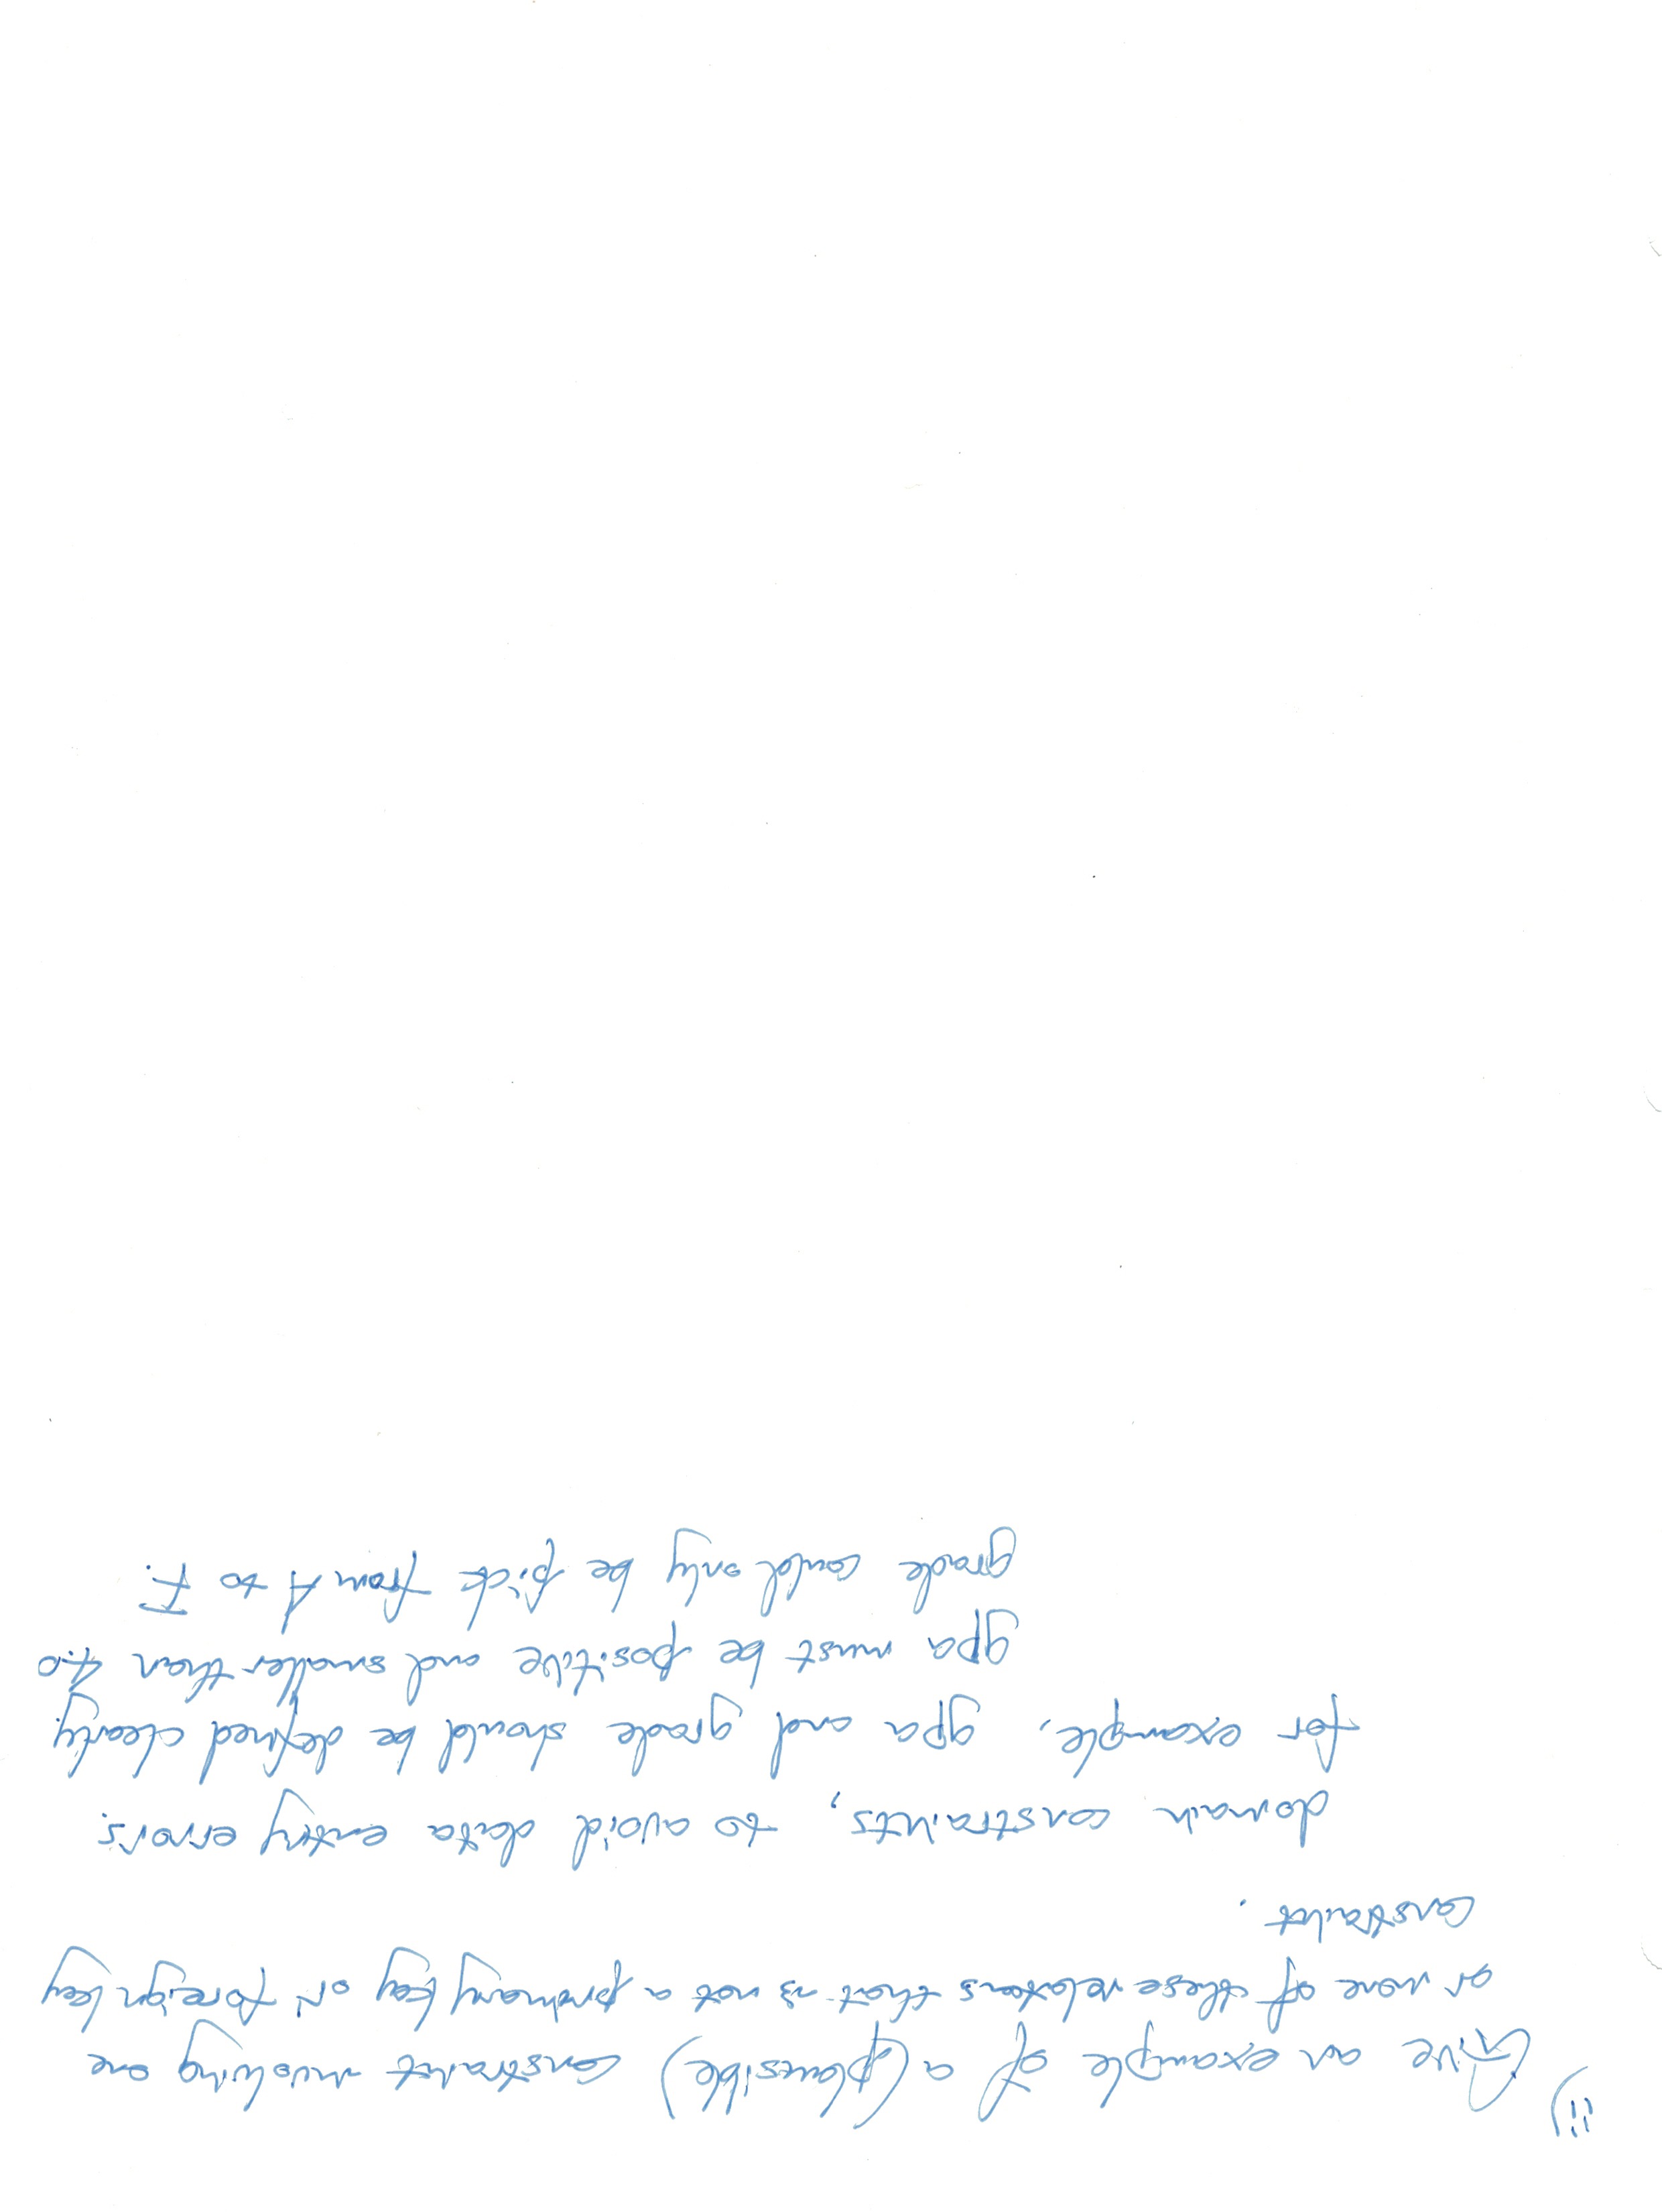 ii) Give an example of a (plausible) constraint involving one
or more of these relations that is not a primary key or foreign key
constraint.
domain constraints, to avoid data entry errors.
for example, gpa and grade should be defined clearly
gpa must be positive and smaller than 4.0
grade could only be pick from A to F.